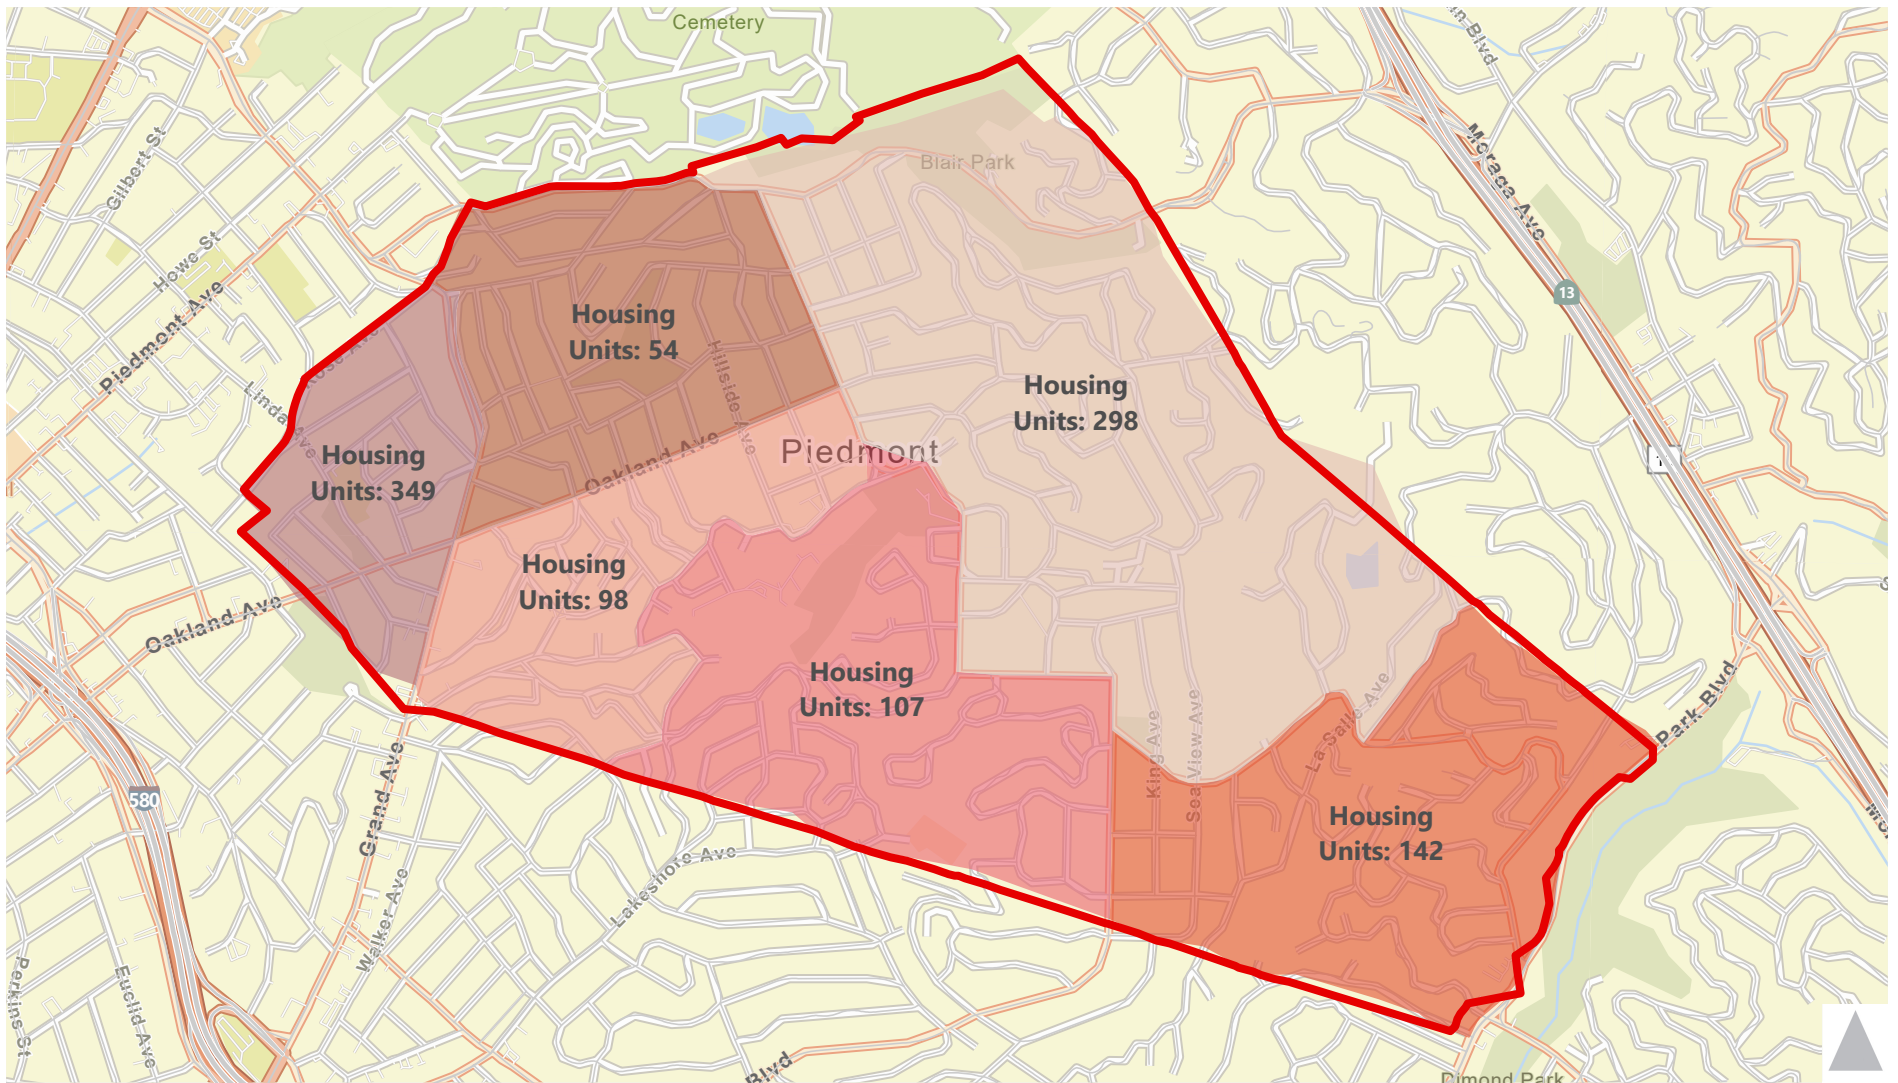 Cemetery
Blair Park
Gilbert St
Howe St
Piedmont Ave
Moraga Ave
13
Housing
Units: 54
Hillside Ave
Rose Ave
Linda Ave
Housing
Units: 298
Housing
Units: 349
Oakland Ave
Piedmont
Housing
Units: 98
Oakland Ave
Housing
Units: 107
King Ave
Sea View Ave
La Salle Ave
Park Blvd
580
Grand Ave
Housing
Units: 142
Lakeshore Ave
Walker Ave
Perkins St
Euclid Ave
Blvd
Dimond Park